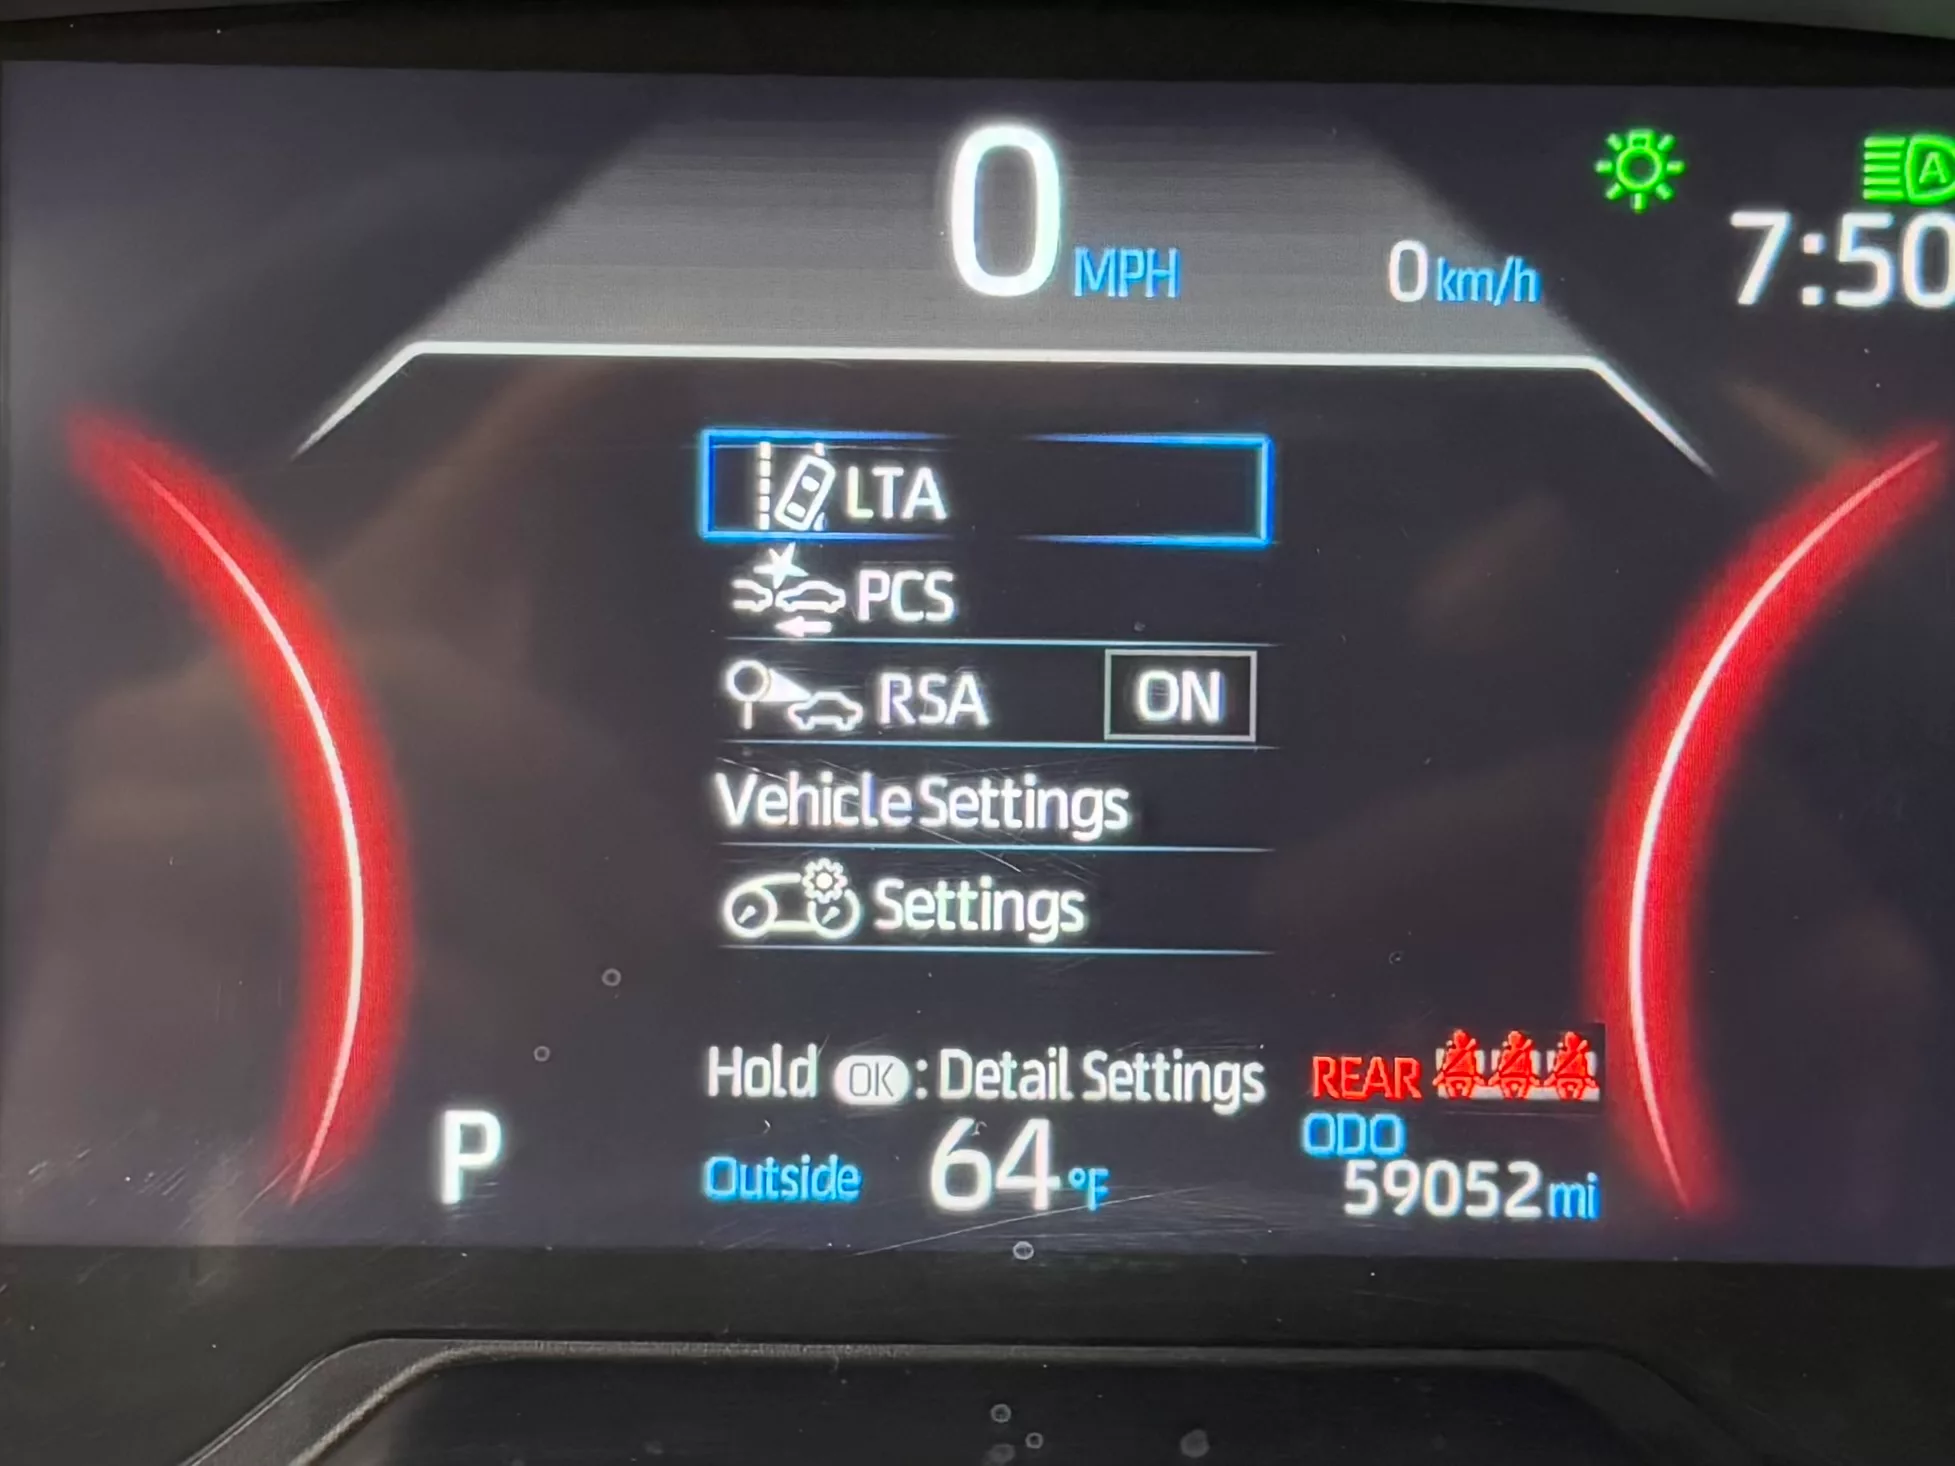 0 MPH
0 km/h
A
7:50
LTA
PCS
RSA ON
Vehicle Settings
Settings
Hold OK : Detail Settings
REAR
ODO
P
Outside 64 °F
59052 mi